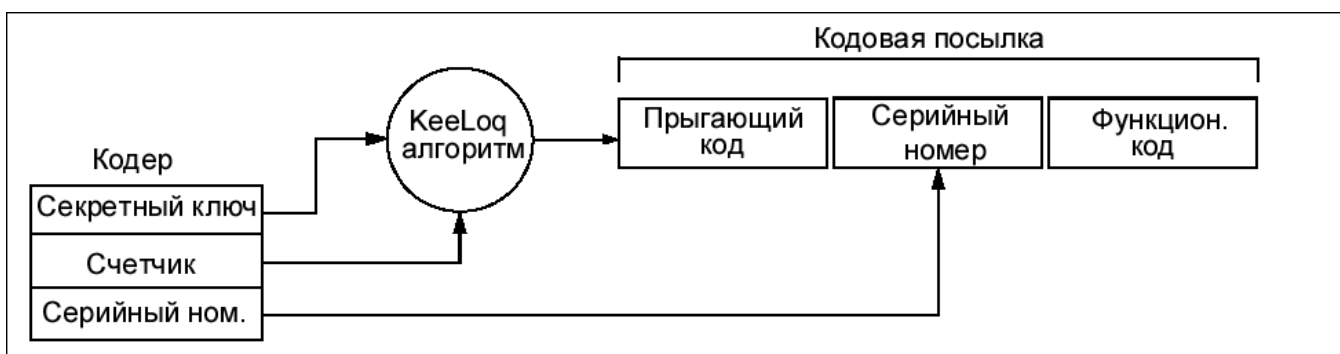 Кодовая посылка
KeeLoq
алгоритм
Прыгающий
код
Серийный
номер
Функцион.
код
Кодер
Секретный ключ
Счетчик
Серийный ном.